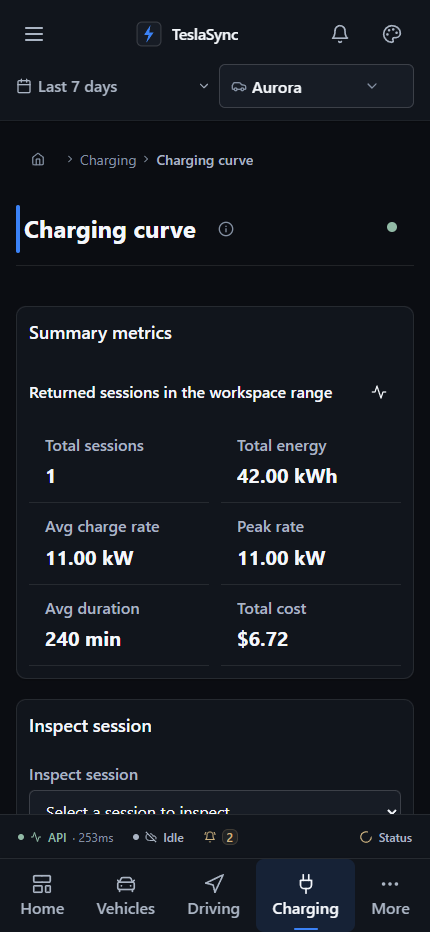 TeslaSync
Last 7 days
Aurora
Charging
Charging curve
Charging curve
Summary metrics
Returned sessions in the workspace range
Total sessions
Total energy
1
42.00 kWh
Avg charge rate
Peak rate
11.00 kW
11.00 kW
Avg duration
Total cost
240 min
$6.72
Inspect session
Inspect session
Select a session to inspect
API · 253ms
Idle
2
Status
Home
Vehicles
Driving
Charging
More